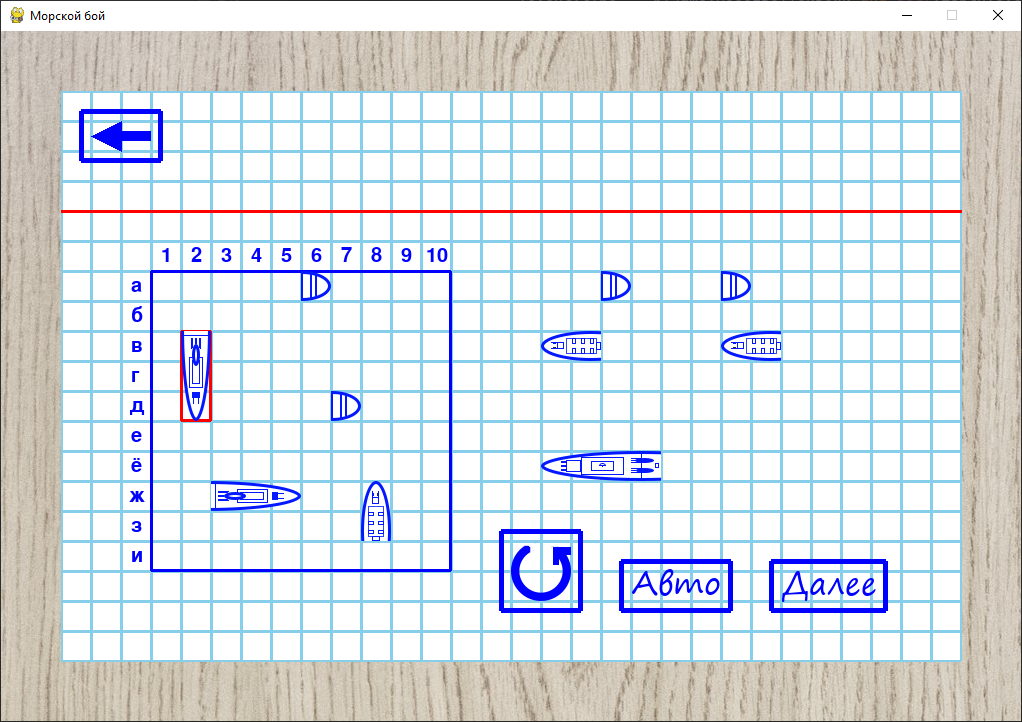 Морской бой
1 2 3 4 5 6 7 8 9 10
а
б
в
г
д
е
ё
ж
з
и
Авто Далее